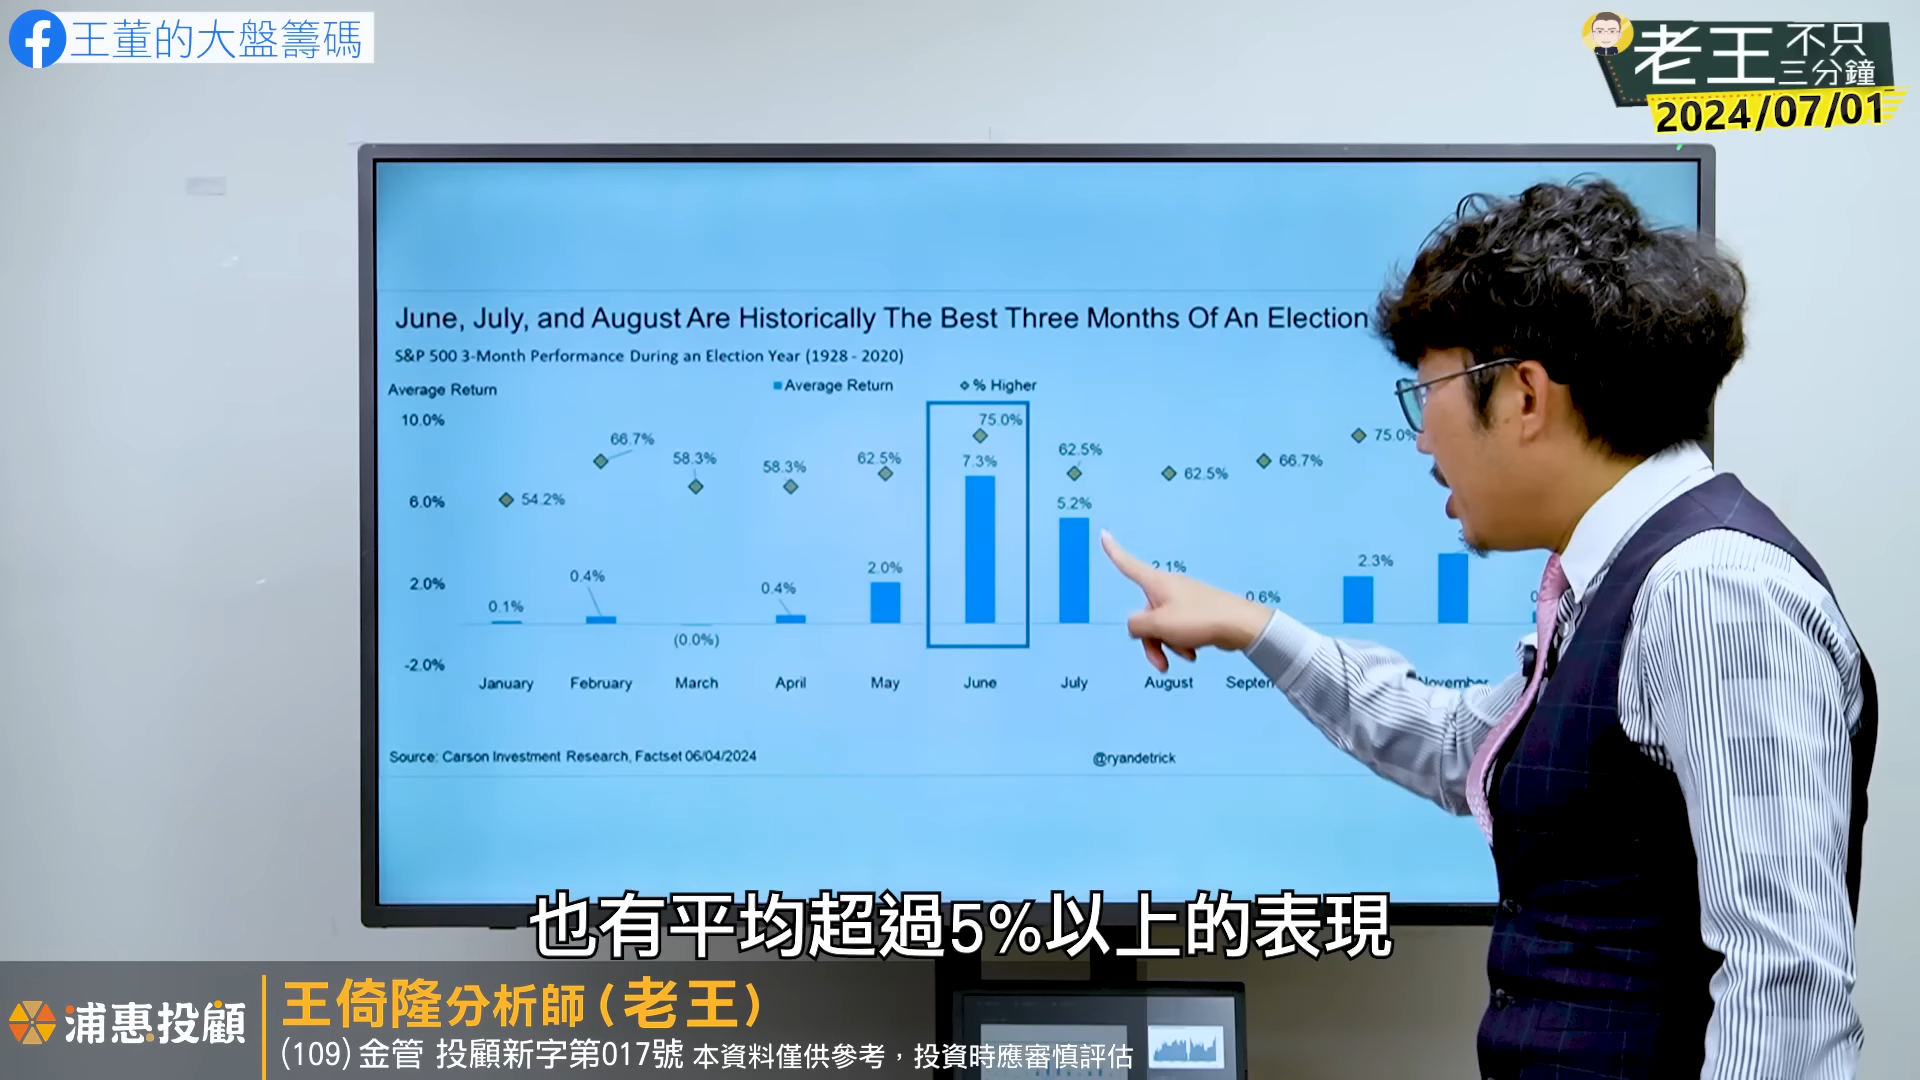 王董的大盤籌碼
老王不只三分鐘
2024/07/01
June, July, and August Are Historically The Best Three Months Of An Election
S&P 500 3-Month Performance During an Election Year (1928 - 2020)
Average Return
Average Return
% Higher
10.0%
6.0%
2.0%
-2.0%
54.2%
66.7%
58.3%
58.3%
62.5%
75.0%
62.5%
62.5%
66.7%
75.0%
0.1%
0.4%
(0.0%)
0.4%
2.0%
7.3%
5.2%
2.1%
0.6%
2.3%
January February March April May June July August Septem November
Source: Carson Investment Research, Factset 06/04/2024
@ryandetrick
也有平均超過5%以上的表現
浦惠投顧
王倚隆分析師(老王)
(109)金管 投顧新字第017號 本資料僅供參考，投資時應審慎評估